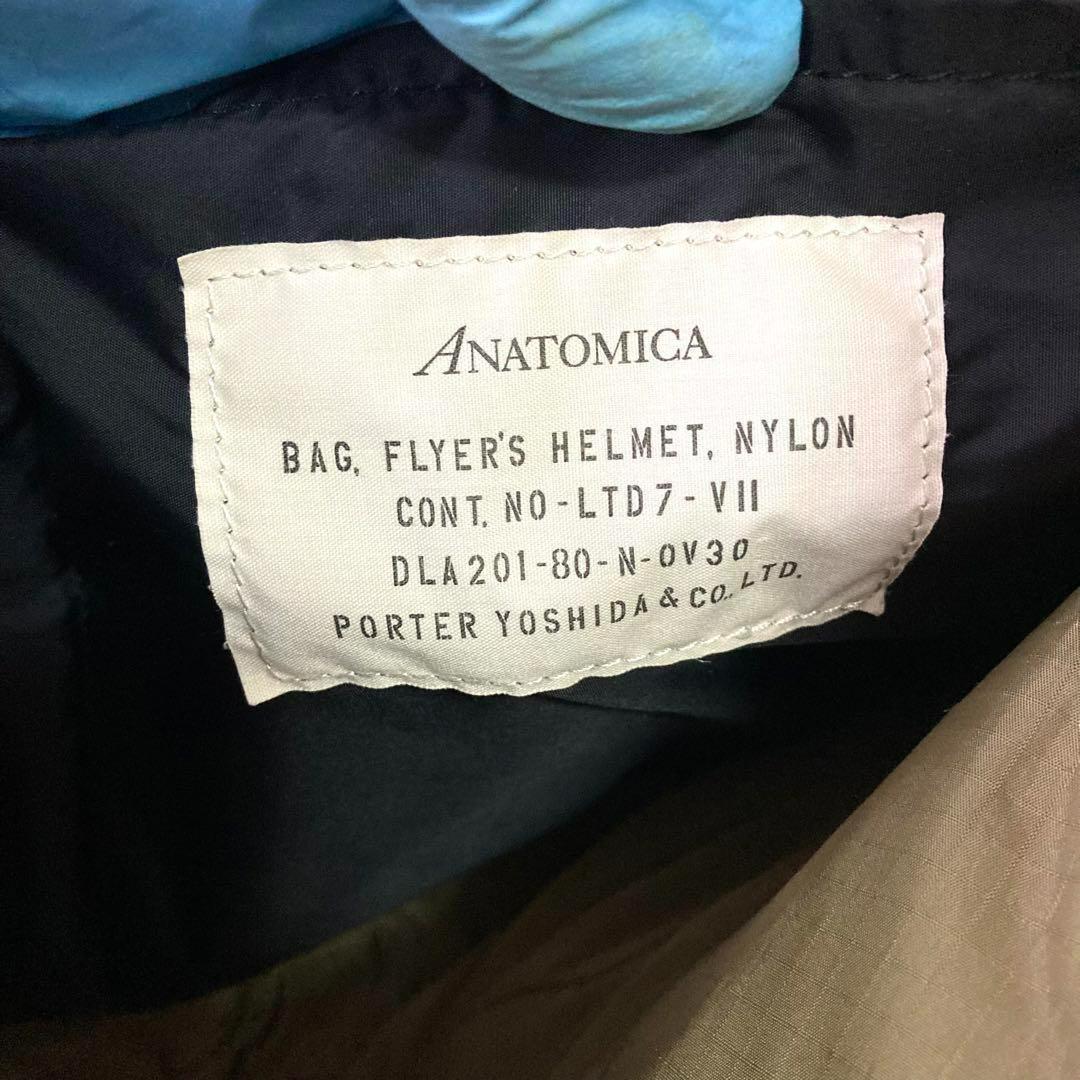 ANATOMICA
BAG, FLYER'S HELMET, NYLON
CONT. NO-LTD7-VII
DLA201-80-N-0V30
PORTER YOSHIDA & CO., LTD.